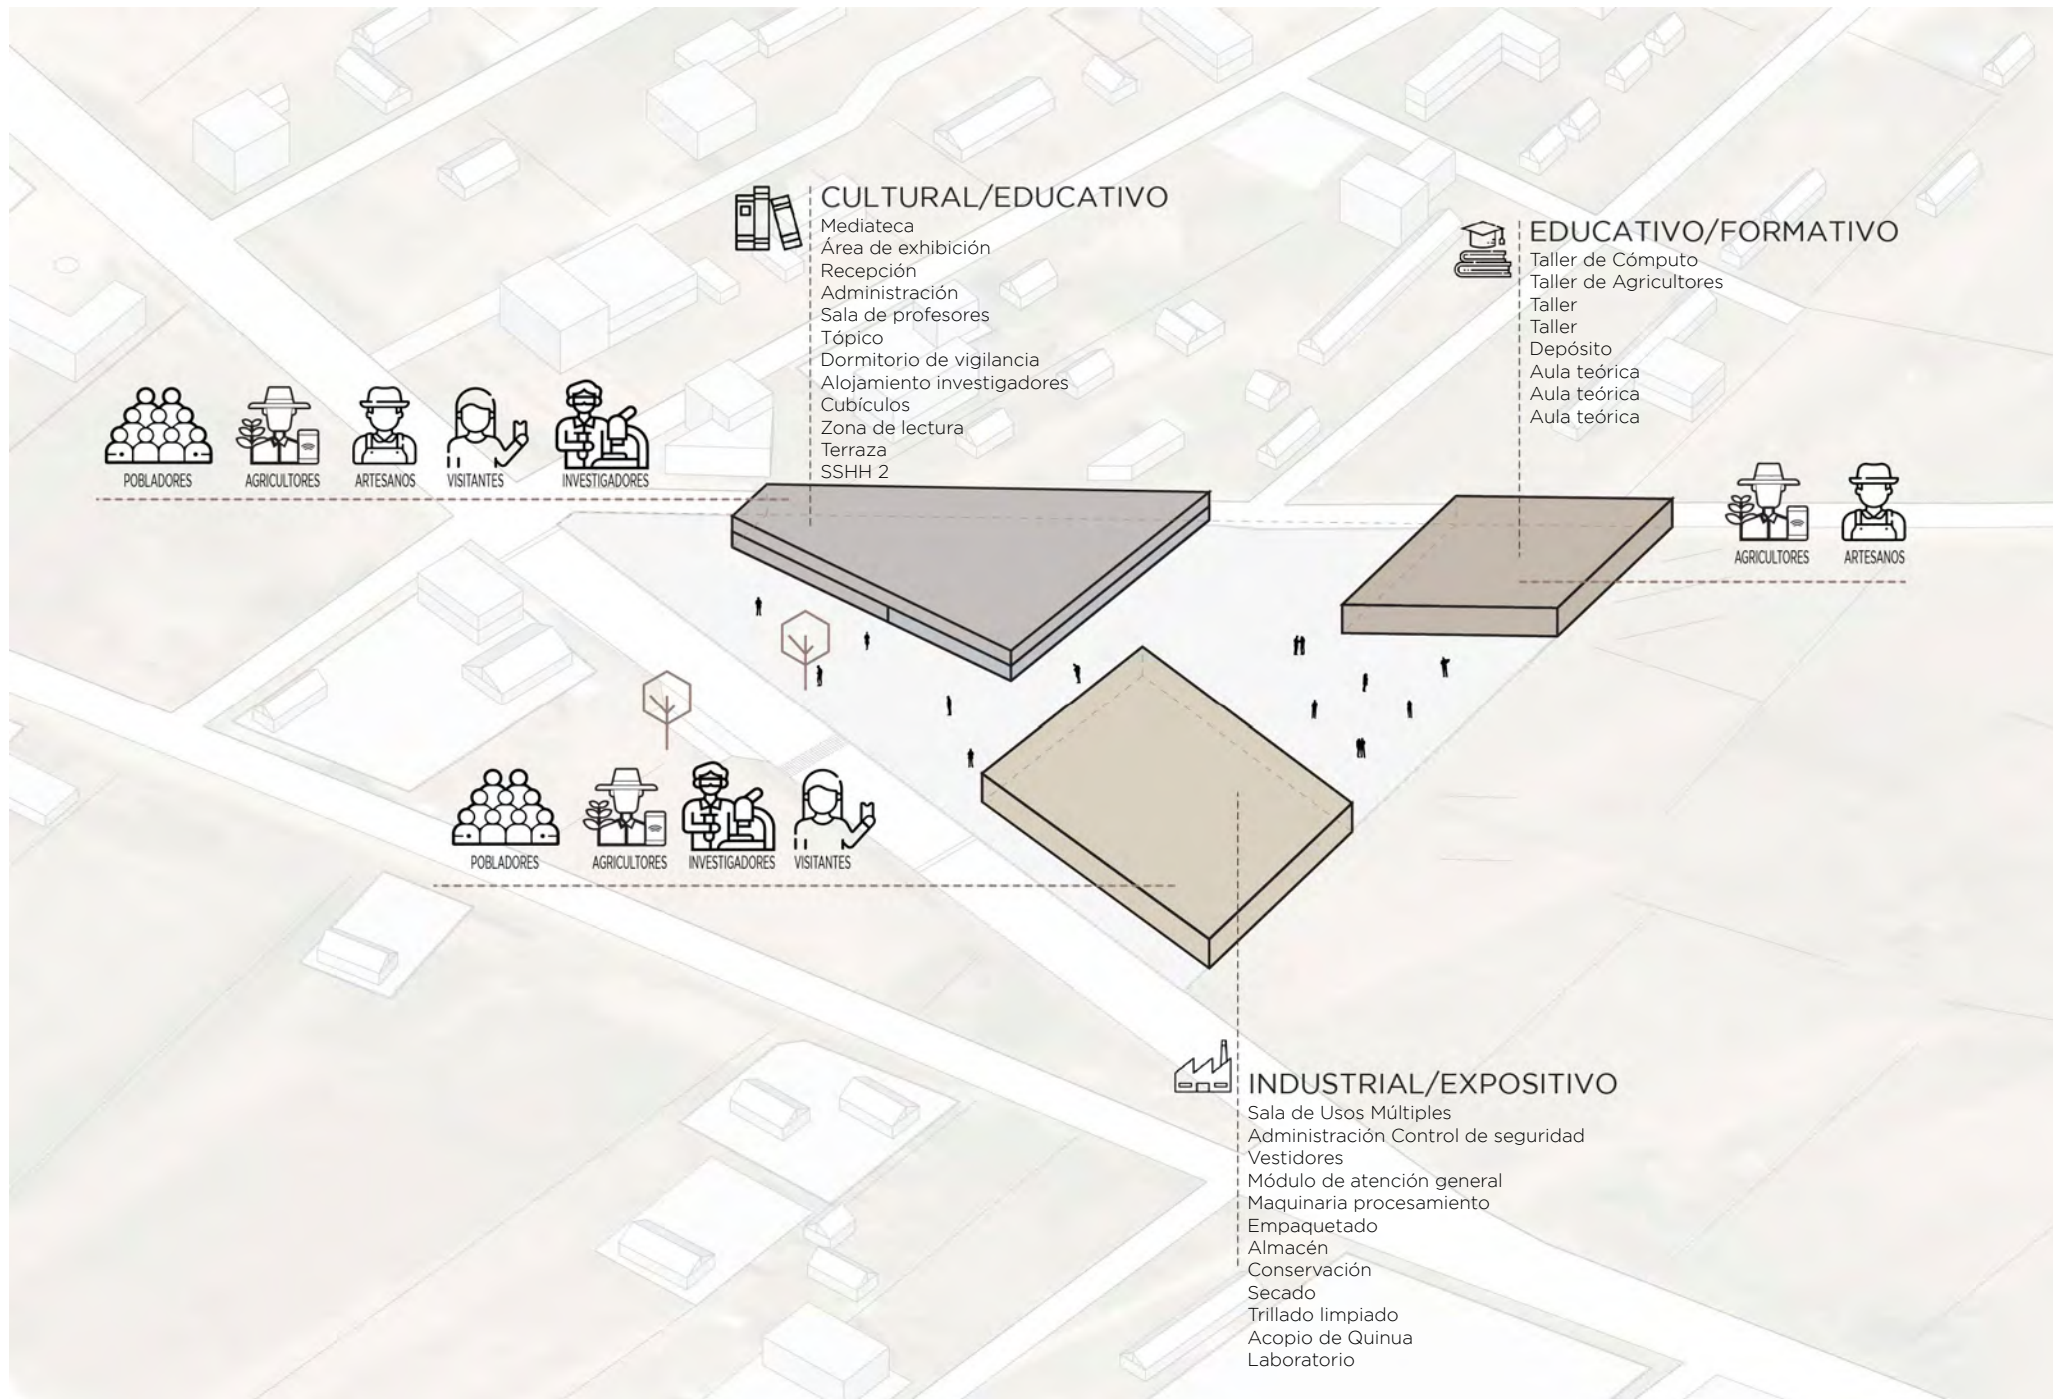 CULTURAL/EDUCATIVO
Mediateca
Área de exhibición
Recepción
Administración
Sala de profesores
Tópico
Dormitorio de vigilancia
Alojamiento investigadores
Cubículos
Zona de lectura
Terraza
SSHH 2
EDUCATIVO/FORMATIVO
Taller de Cómputo
Taller de Agricultores
Taller
Taller
Depósito
Aula teórica
Aula teórica
Aula teórica
POBLADORES
AGRICULTORES
ARTESANOS
VISITANTES
INVESTIGADORES
AGRICULTORES
ARTESANOS
POBLADORES
AGRICULTORES
INVESTIGADORES
VISITANTES
INDUSTRIAL/EXPOSITIVO
Sala de Usos Múltiples
Administración Control de seguridad
Vestidores
Módulo de atención general
Maquinaria procesamiento
Empaquetado
Almacén
Conservación
Secado
Trillado limpiado
Acopio de Quinua
Laboratorio